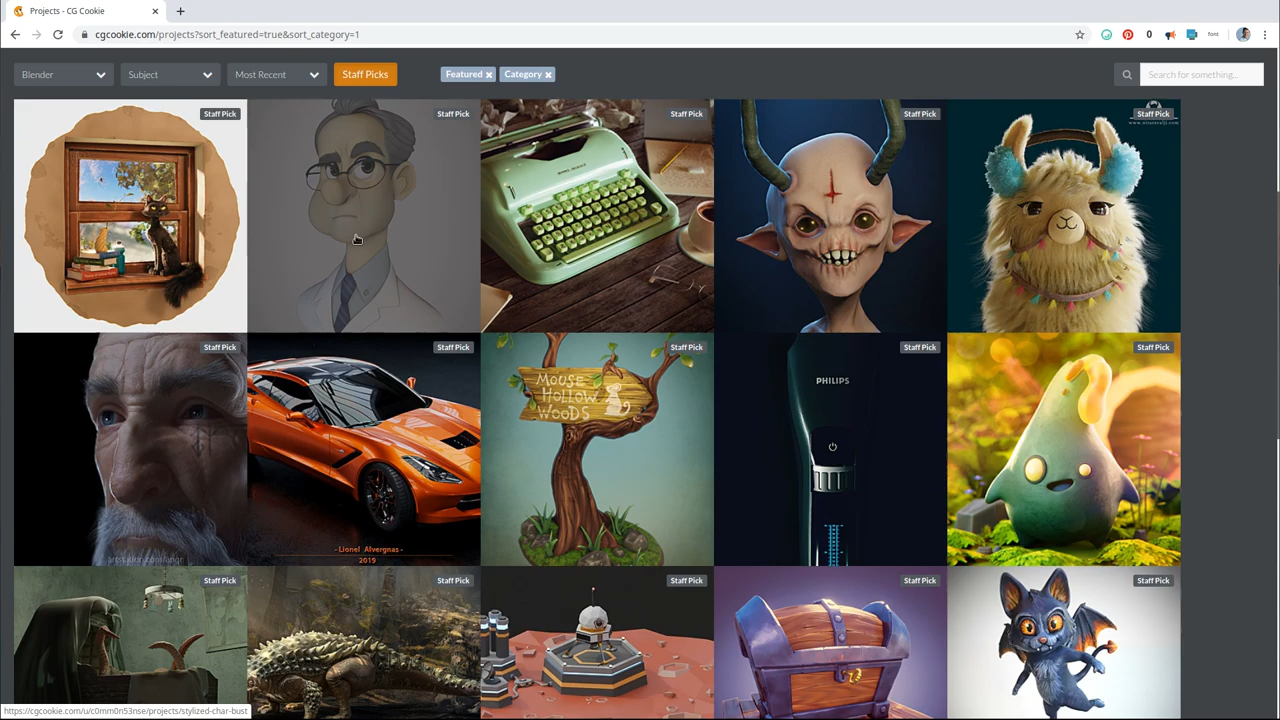 Projects - CG Cookie
cgcookie.com/projects?sort_featured=true&sort_category=1
0
font
Blender
Subject
Most Recent
Staff Picks
Featured
Category
Search for something...
Staff Pick
Staff Pick
Staff Pick
Staff Pick
Staff Pick
Staff Pick
Staff Pick
Staff Pick
Staff Pick
Staff Pick
MOUSE
HOLLOW
WOODS
PHILIPS
- Lionel Alvergnas -
2019
Staff Pick
Staff Pick
Staff Pick
Staff Pick
Staff Pick
https://cgcookie.com/u/c0mm0n53nse/projects/stylized-char-bust